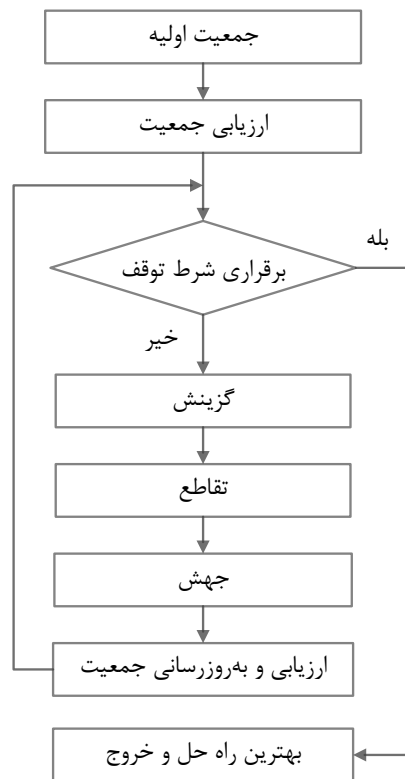 جمعیت اولیه
ارزیابی جمعیت
برقراری شرط توقف
بله
خیر
گزینش
تقاطع
جهش
ارزیابی و به‌روزرسانی جمعیت
بهترین راه حل و خروج